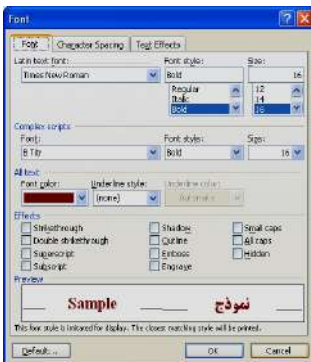 Font
Font Character Spacing Text Effects
Latin text font: Font style: Size:
Times New Roman Bold 16
Regular 12
Italic 14
Bold 16
Complex scripts
Font: Font style: Size:
B Titr Bold 16
All text
Font color: Underline style: Underline color:
(none) Automatic
Effects
Strikethrough Shadow Small caps
Double strikethrough Outline All caps
Superscript Emboss Hidden
Subscript Engrave
Preview
Sample نموذج
This font style is imitated for display. The closest matching style will be printed.
Default... OK Cancel